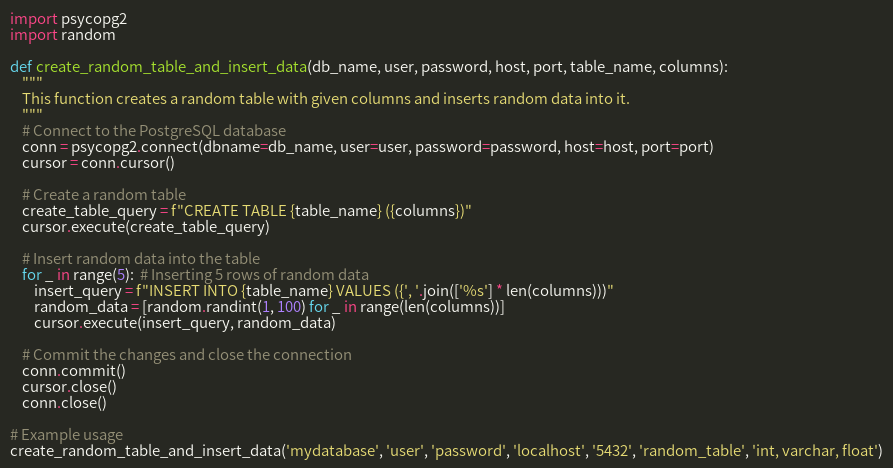 import psycopg2
import random
def create_random_table_and_insert_data(db_name, user, password, host, port, table_name, columns):
"""
This function creates a random table with given columns and inserts random data into it.
"""
# Connect to the PostgreSQL database
conn = psycopg2.connect(dbname=db_name, user=user, password=password, host=host, port=port)
cursor = conn.cursor()
# Create a random table
create_table_query = f"CREATE TABLE {table_name} ({columns})"
cursor.execute(create_table_query)
# Insert random data into the table
for _ in range(5):  # Inserting 5 rows of random data
insert_query = f"INSERT INTO {table_name} VALUES ({', '.join(['%s'] * len(columns)))"
random_data = [random.randint(1, 100) for _ in range(len(columns))]
cursor.execute(insert_query, random_data)
# Commit the changes and close the connection
conn.commit()
cursor.close()
conn.close()
# Example usage
create_random_table_and_insert_data('mydatabase', 'user', 'password', 'localhost', '5432', 'random_table', 'int, varchar, float')